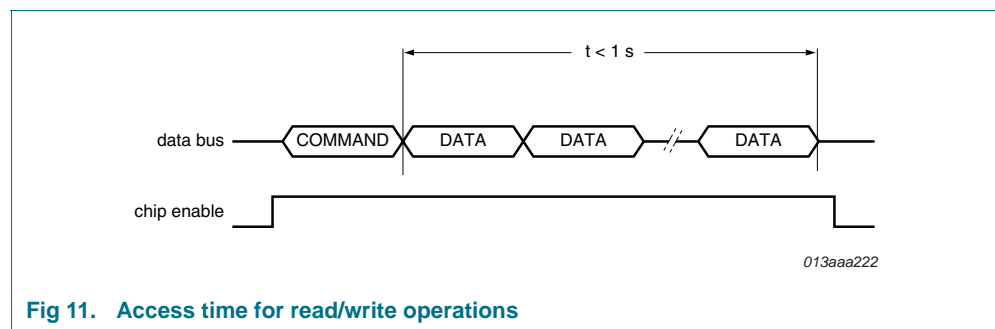 t < 1 s
data bus COMMAND DATA DATA DATA
chip enable
013aaa222
Fig 11. Access time for read/write operations